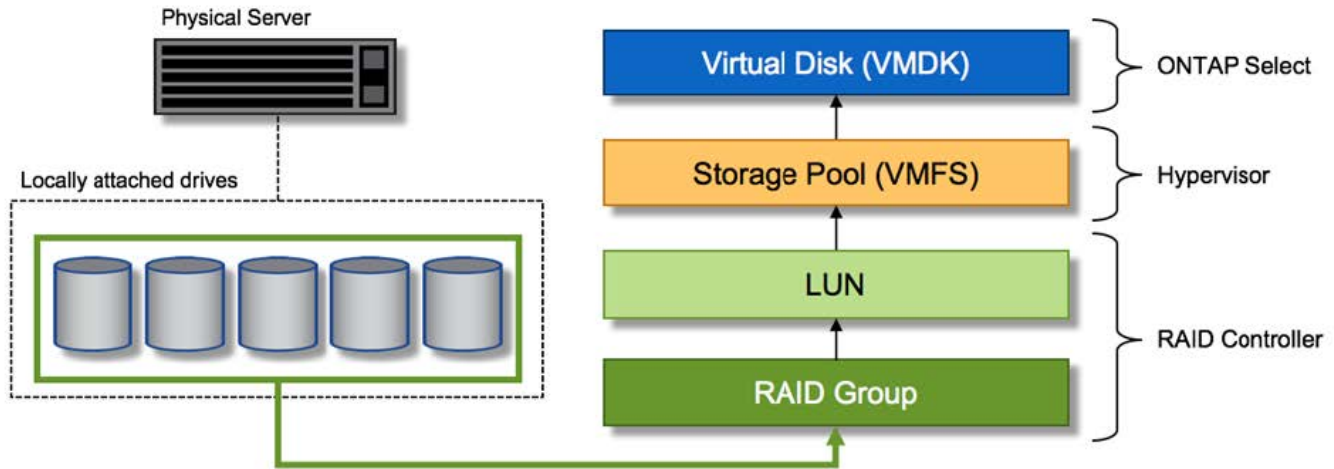 Physical Server
Locally attached drives
Virtual Disk (VMDK)
ONTAP Select
Storage Pool (VMFS)
Hypervisor
LUN
RAID Controller
RAID Group